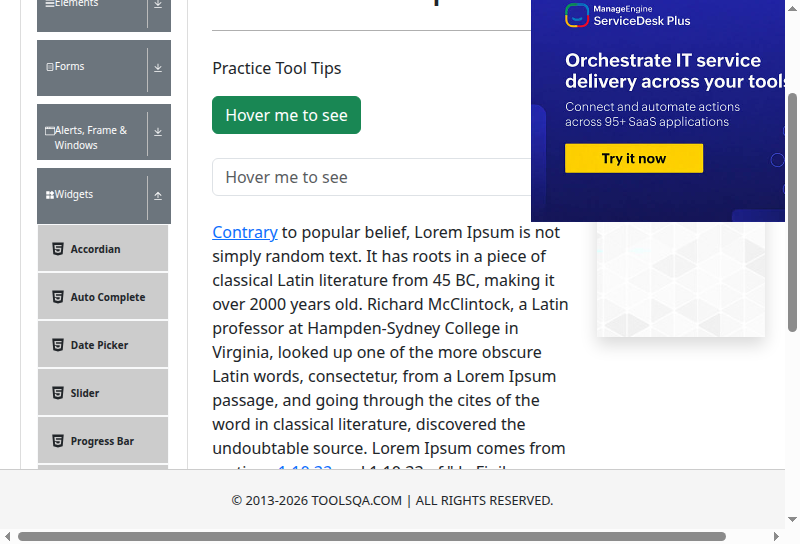 Elements
Forms
Alerts, Frame &
Windows
Widgets
Accordian
Auto Complete
Date Picker
Slider
Progress Bar
Practice Tool Tips
Hover me to see
Hover me to see
Contrary to popular belief, Lorem Ipsum is not
simply random text. It has roots in a piece of
classical Latin literature from 45 BC, making it
over 2000 years old. Richard McClintock, a Latin
professor at Hampden-Sydney College in
Virginia, looked up one of the more obscure
Latin words, consectetur, from a Lorem Ipsum
passage, and going through the cites of the
word in classical literature, discovered the
undoubtable source. Lorem Ipsum comes from
ManageEngine
ServiceDesk Plus
Orchestrate IT service
delivery across your tools
Connect and automate actions
across 95+ SaaS applications
Try it now
© 2013-2026 TOOLSQA.COM | ALL RIGHTS RESERVED.